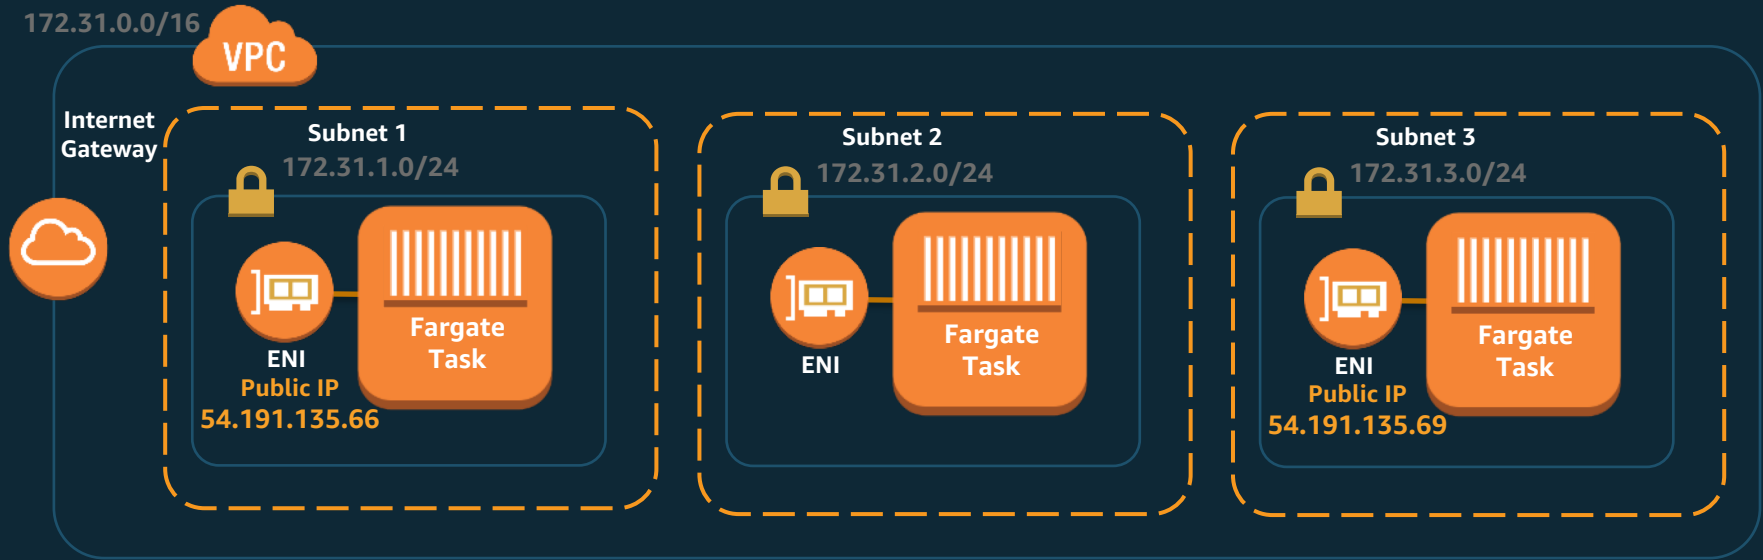 172.31.0.0/16
VPC
Internet
Gateway
Subnet 1
172.31.1.0/24
Fargate
Task
ENI
Public IP
54.191.135.66
Subnet 2
172.31.2.0/24
Fargate
Task
ENI
Subnet 3
172.31.3.0/24
Fargate
Task
ENI
Public IP
54.191.135.69